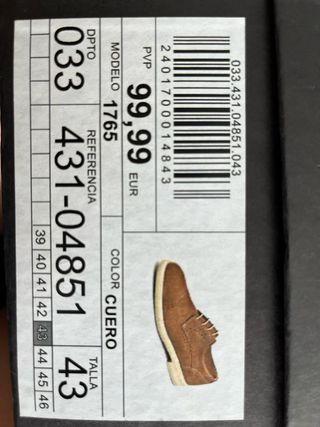 DPTO REFERENCIA TALLA
033 431-04851 43
39 40 41 42 43 44 45 46
MODELO 1765 COLOR CUERO
PVP 99,99 EUR
033.431.04851.043
2401700014843